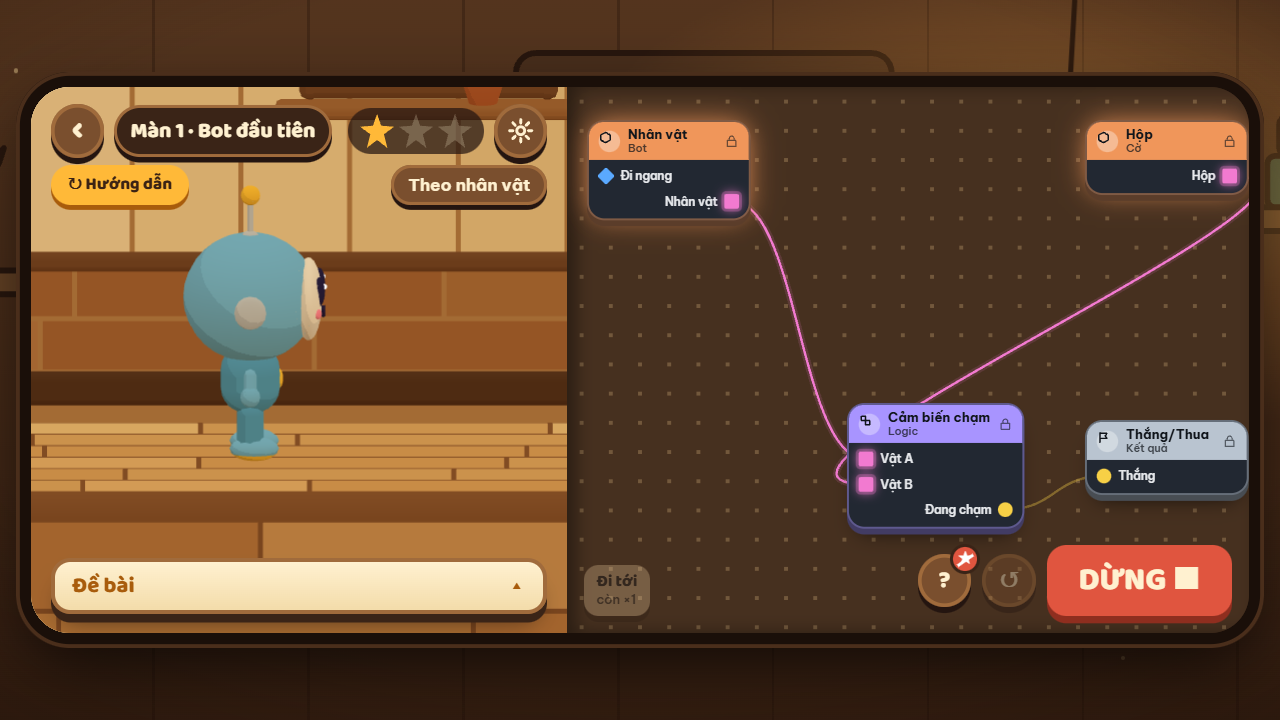 Màn 1 · Bot đầu tiên
↻ Hướng dẫn
Theo nhân vật
Đề bài
Nhân vật
Bot
Đi ngang
Nhân vật
Hộp
Cờ
Hộp
Cảm biến chạm
Logic
Vật A
Vật B
Đang chạm
Thắng/Thua
Kết quả
Thắng
Đi tới
còn ×1
?
DỪNG